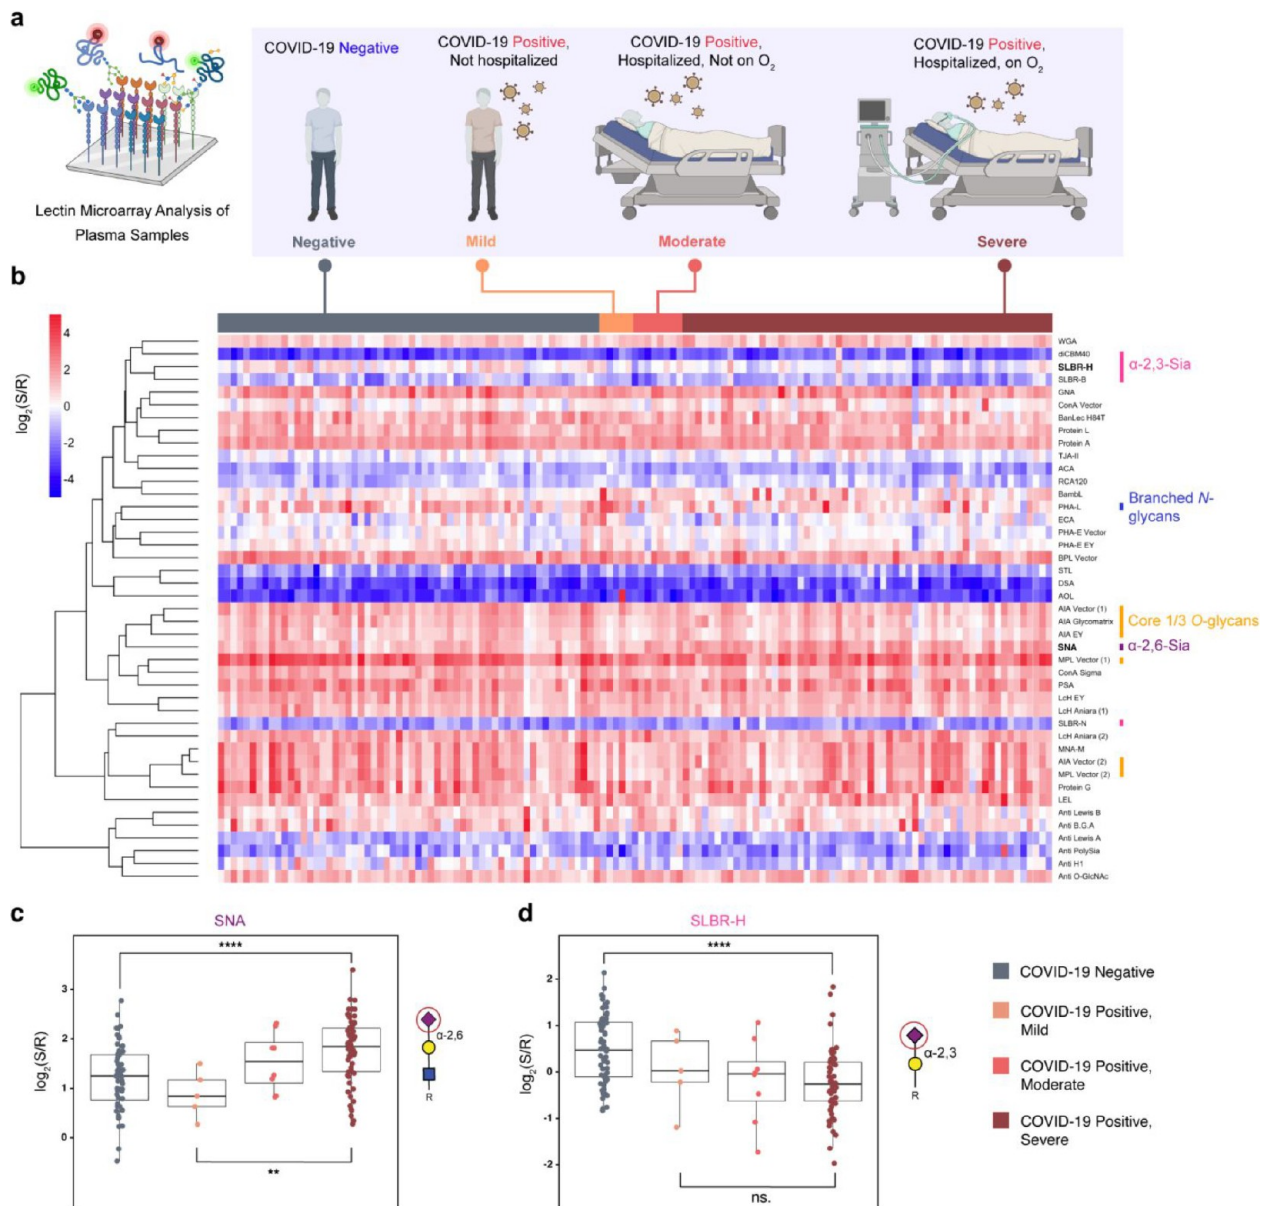 a
Lectin Microarray Analysis of
Plasma Samples
COVID-19 Negative
COVID-19 Positive,
Not hospitalized
COVID-19 Positive,
Hospitalized, Not on O2
COVID-19 Positive,
Hospitalized, on O2
Negative
Mild
Moderate
Severe
b
log2(S/R)
4
2
0
-2
-4
WGA
diCBM40
SLBR-H
SLBR-B
GNA
ConA Vector
BanLec H84T
Protein L
Protein A
TJA-II
ACA
RCA120
BambL
PHA-L
ECA
PHA-E Vector
PHA-E EY
BPL Vector
STL
DSA
AOL
AIA Vector (1)
AIA Glycomatrix
AIA EY
SNA
MPL Vector (1)
ConA Sigma
PSA
LcH EY
LcH Aniara (1)
SLBR-N
LcH Aniara (2)
MNA-M
AIA Vector (2)
MPL Vector (2)
Protein G
LEL
Anti Lewis B
Anti B.G.A
Anti Lewis A
Anti PolySia
Anti H1
Anti O-GlcNAc
α-2,3-Sia
Branched N-
glycans
Core 1/3 O-glycans
α-2,6-Sia
c
SNA
****
log2(S/R)
3
2
1
0
**
α-2,6
R
d
SLBR-H
****
log2(S/R)
2
1
0
-1
-2
ns.
α-2,3
R
COVID-19 Negative
COVID-19 Positive,
Mild
COVID-19 Positive,
Moderate
COVID-19 Positive,
Severe